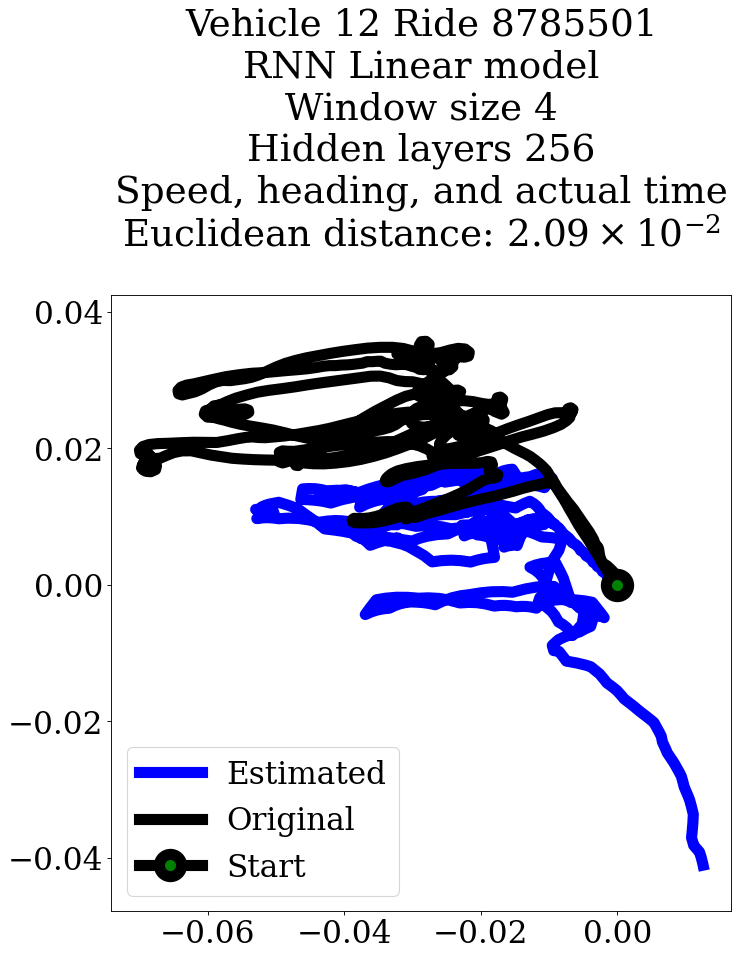 Vehicle 12 Ride 8785501
RNN Linear model
Window size 4
Hidden layers 256
Speed, heading, and actual time
Euclidean distance: 2.09 × 10⁻²
0.04
0.02
0.00
−0.02
−0.04
Estimated
Original
Start
−0.06 −0.04 −0.02 0.00